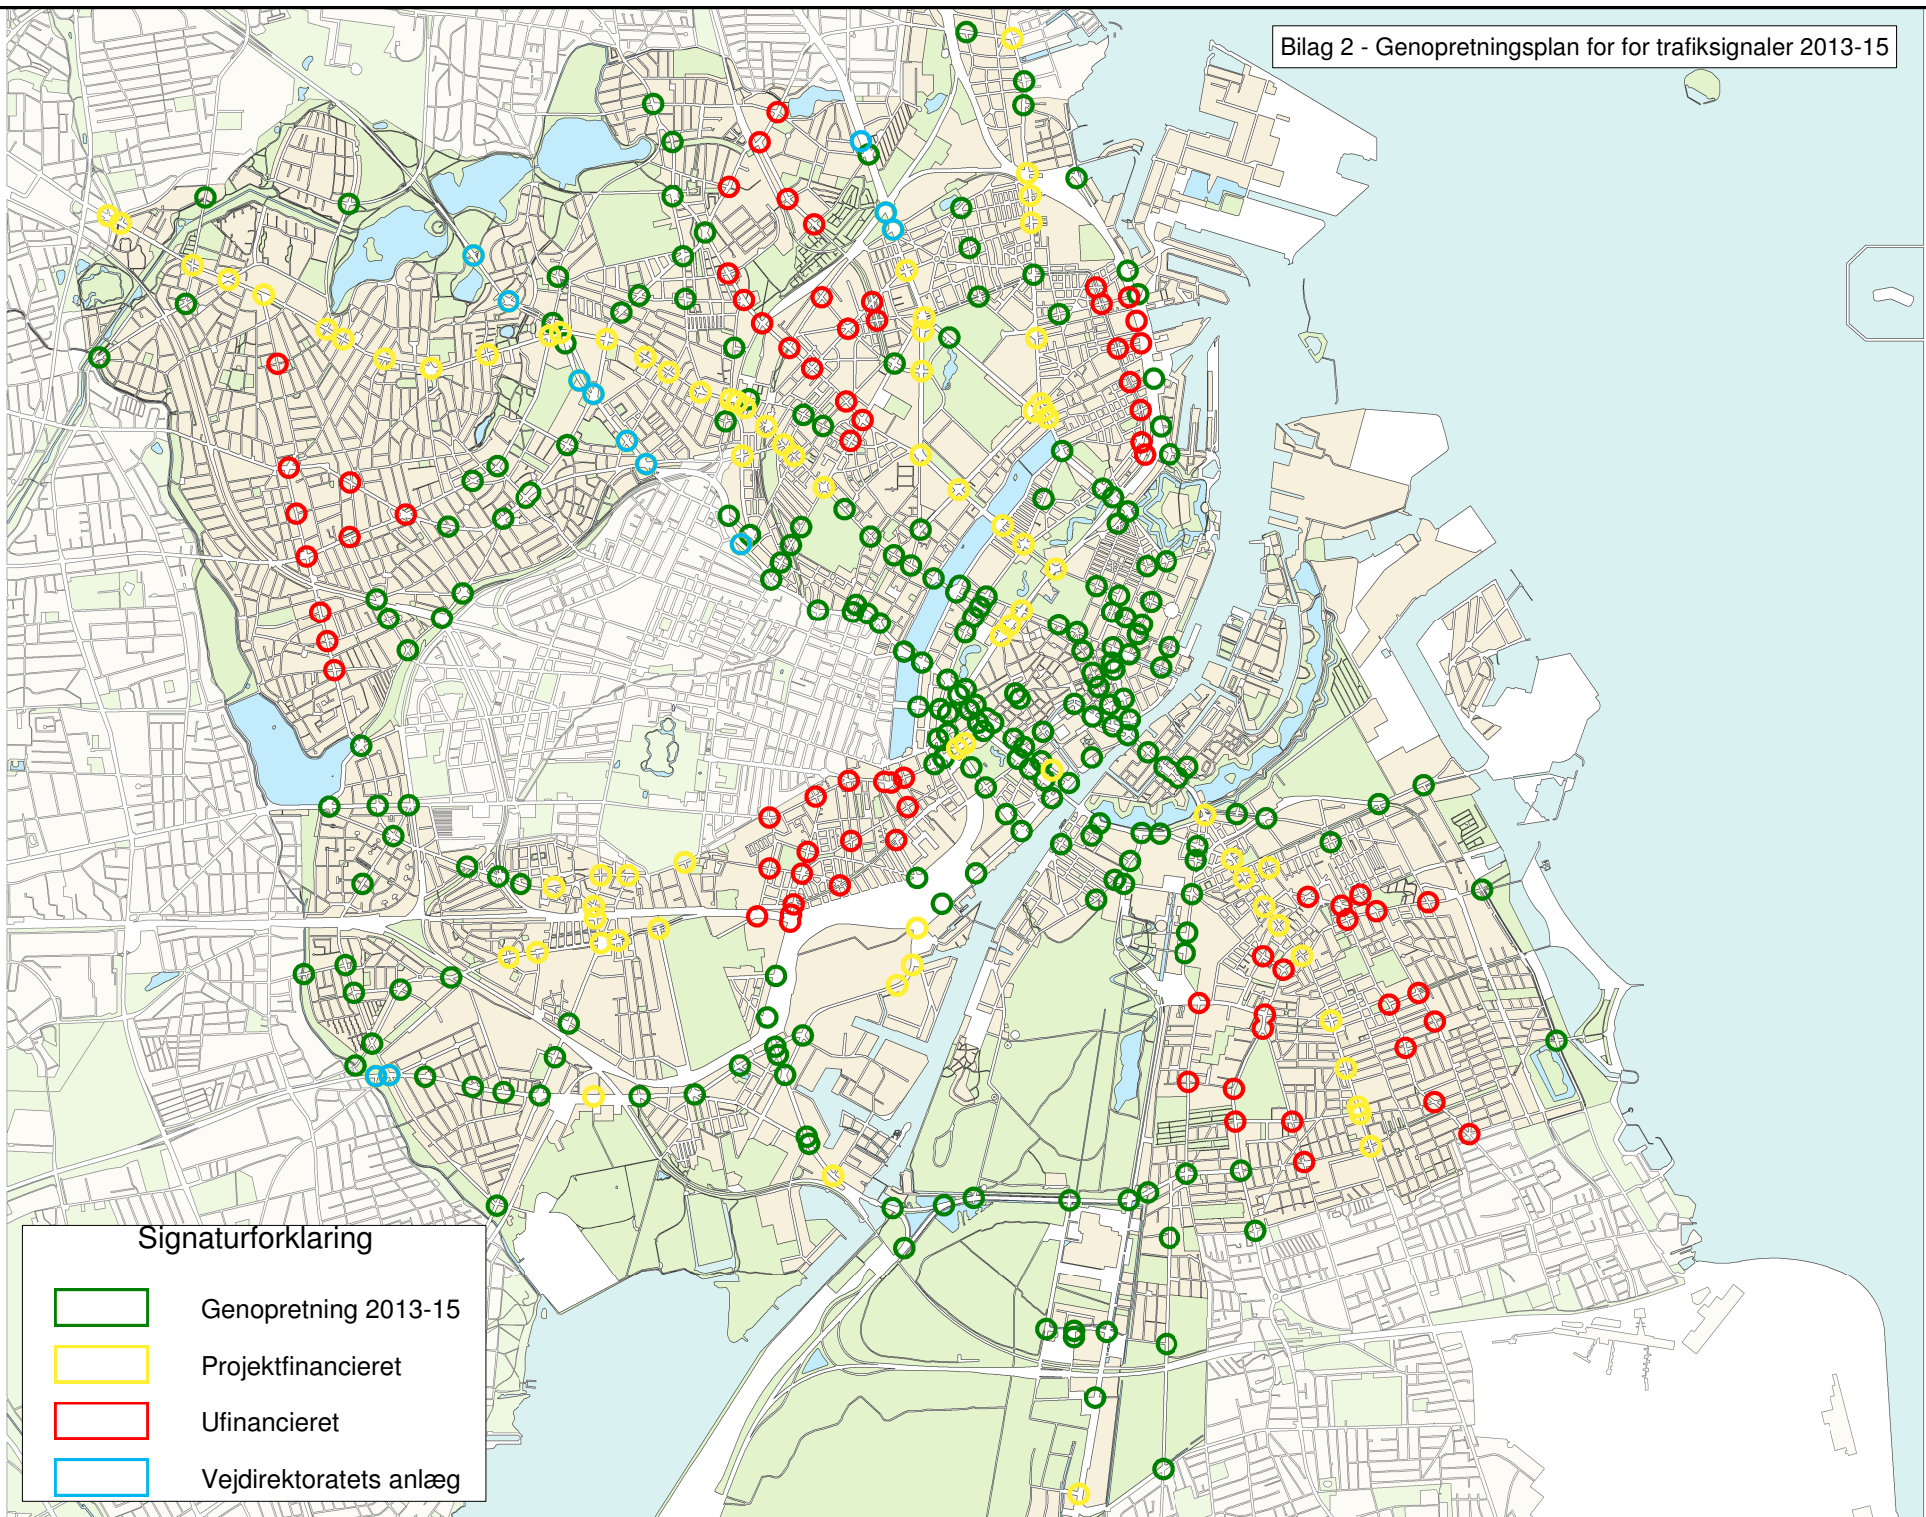 Bilag 2 - Genopretningsplan for for trafiksignaler 2013-15
Signaturforklaring
Genopretning 2013-15
Projektfinancieret
Ufinancieret
Vejdirektoratets anlæg